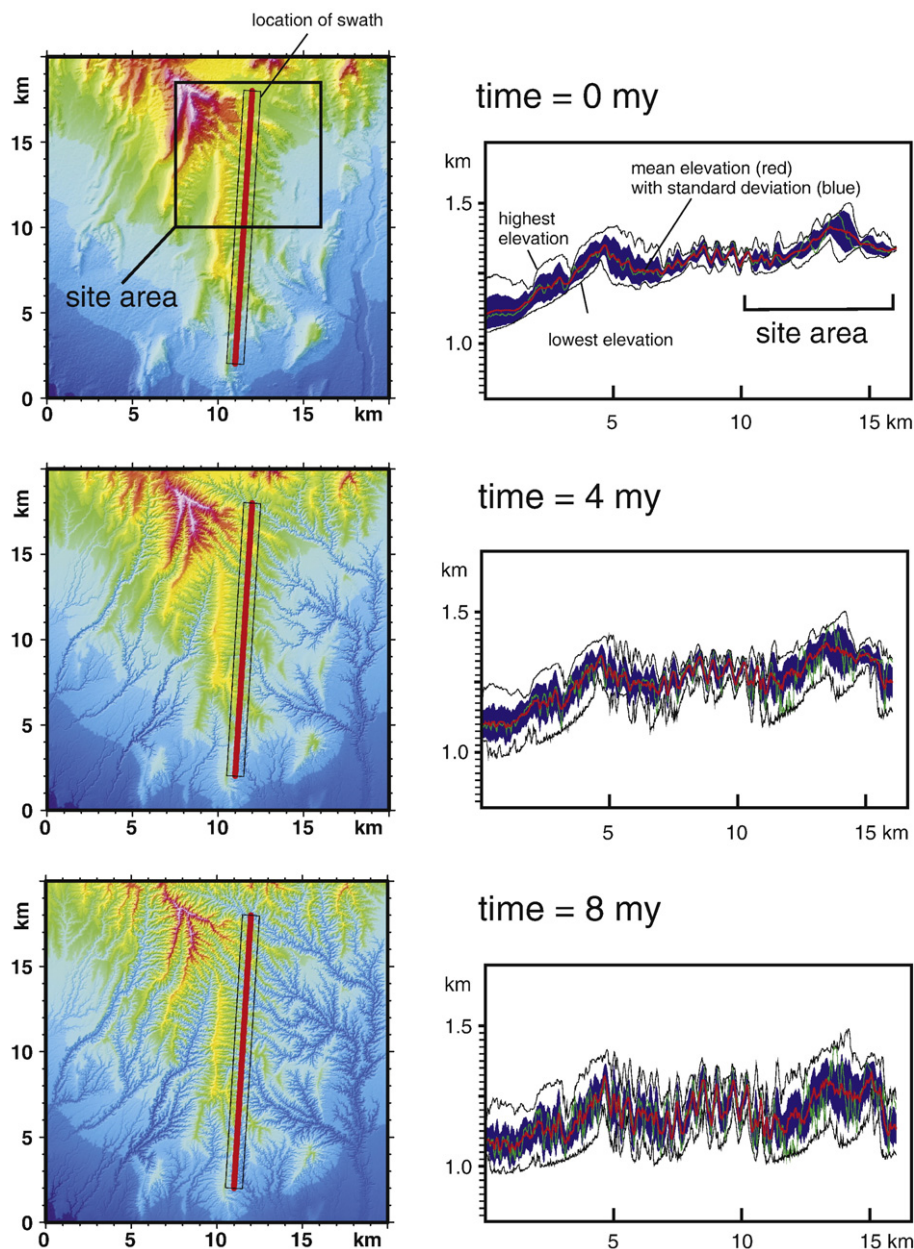 location of swath
km
15
10
5
0
site area
0 5 10 15 km
time = 0 my
km
1.5
1.0
mean elevation (red)
with standard deviation (blue)
highest
elevation
lowest elevation
site area
5 10 15 km
km
15
10
5
0
0 5 10 15
km
time = 4 my
km
1.5
1.0
5 10 15 km
km
15
10
5
0
0 5 10 15
km
time = 8 my
km
1.5
1.0
5 10 15 km